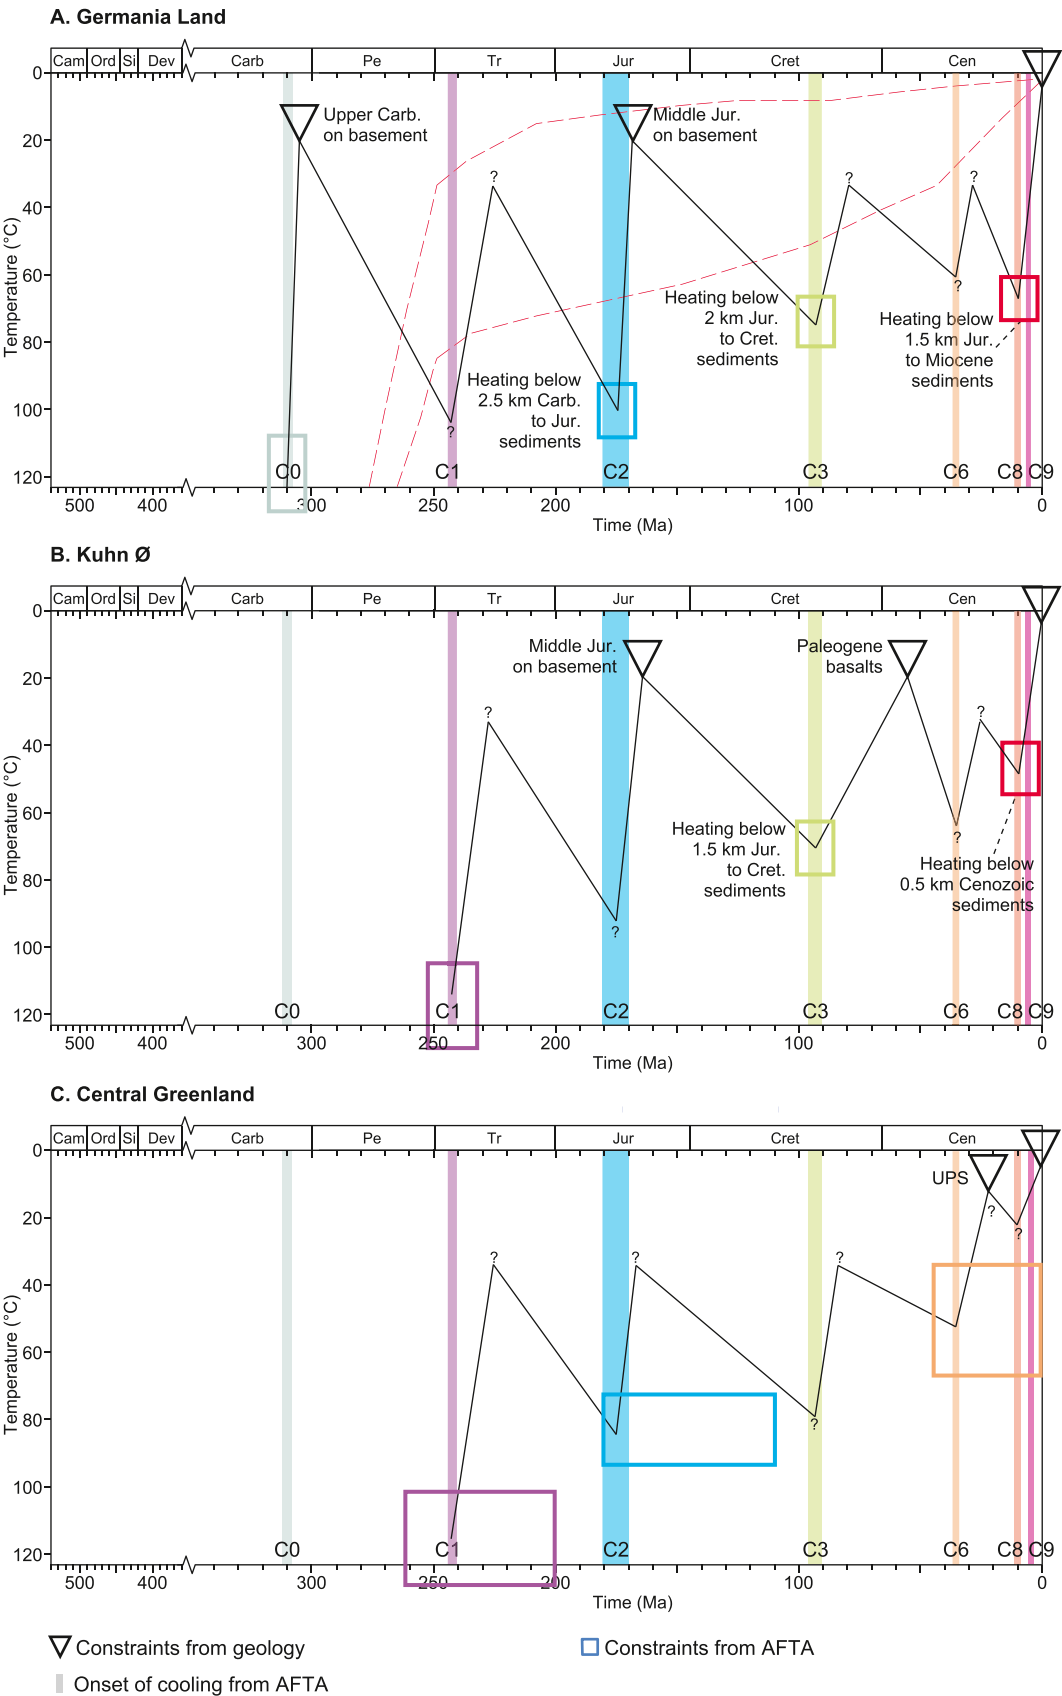 A. Germania Land
Cam Ord Si Dev Carb Pe Tr Jur Cret Cen
0
20
40
60
80
100
120
Temperature (°C)
Upper Carb.
on basement
Middle Jur.
on basement
?
?
?
?
?
?
Heating below
2.5 km Carb.
to Jur.
sediments
Heating below
2 km Jur.
to Cret.
sediments
Heating below
1.5 km Jur.
to Miocene
sediments
C0 C1 C2 C3 C6 C8 C9
500 400 300 250 200 100 0
Time (Ma)
B. Kuhn Ø
Cam Ord Si Dev Carb Pe Tr Jur Cret Cen
0
20
40
60
80
100
120
Temperature (°C)
Middle Jur.
on basement
Paleogene
basalts
?
?
?
?
Heating below
1.5 km Jur.
to Cret.
sediments
Heating below
0.5 km Cenozoic
sediments
C0 C1 C2 C3 C6 C8 C9
500 400 300 250 200 100 0
Time (Ma)
C. Central Greenland
Cam Ord Si Dev Carb Pe Tr Jur Cret Cen
0
20
40
60
80
100
120
Temperature (°C)
UPS
?
?
?
?
?
?
C0 C1 C2 C3 C6 C8 C9
500 400 300 250 200 100 0
Time (Ma)
Constraints from geology
Constraints from AFTA
Onset of cooling from AFTA